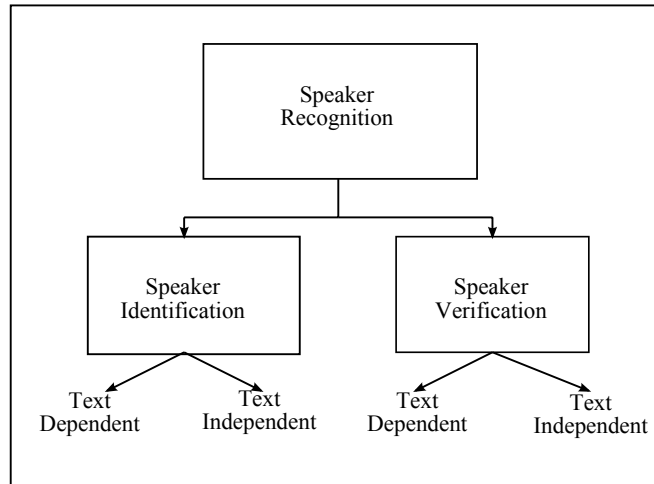 Speaker
Recognition
Speaker
Identification
Speaker
Verification
Text
Dependent
Text
Independent
Text
Dependent
Text
Independent